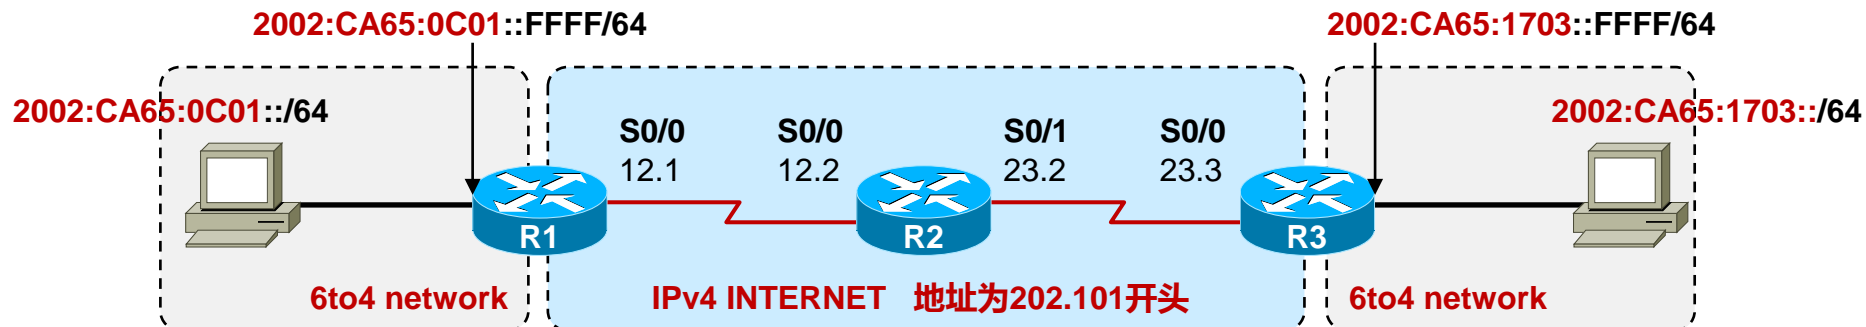 2002:CA65:0C01::FFFF/64
2002:CA65:1703::FFFF/64
2002:CA65:0C01::/64
2002:CA65:1703::/64
S0/0
S0/0
S0/1
S0/0
12.1
12.2
23.2
23.3
R1
R2
R3
6to4 network
IPv4 INTERNET 地址为202.101开头
6to4 network